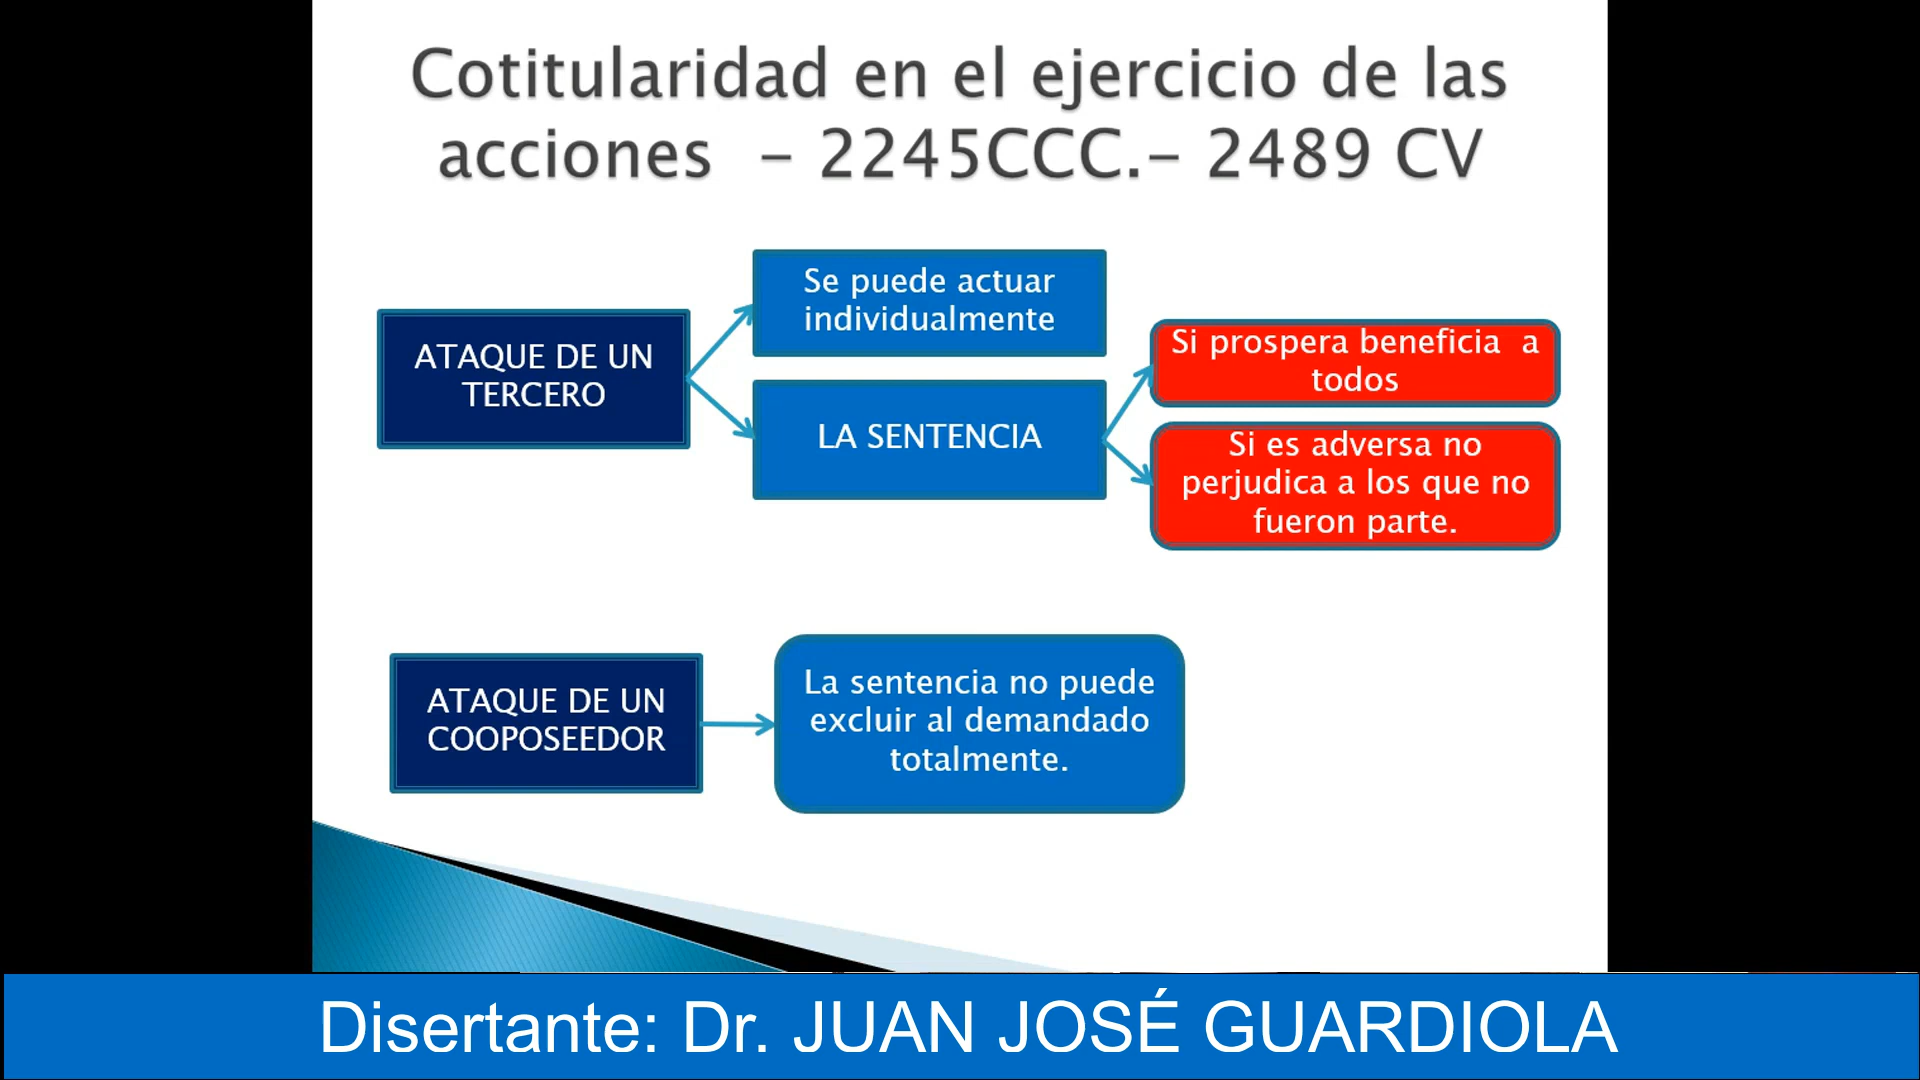 Cotitularidad en el ejercicio de las
acciones - 2245CCC.- 2489 CV
Se puede actuar
individualmente
ATAQUE DE UN
TERCERO
LA SENTENCIA
Si prospera beneficia a
todos
Si es adversa no
perjudica a los que no
fueron parte.
ATAQUE DE UN
COOPOSEEDOR
La sentencia no puede
excluir al demandado
totalmente.
Disertante: Dr. JUAN JOSÉ GUARDIOLA